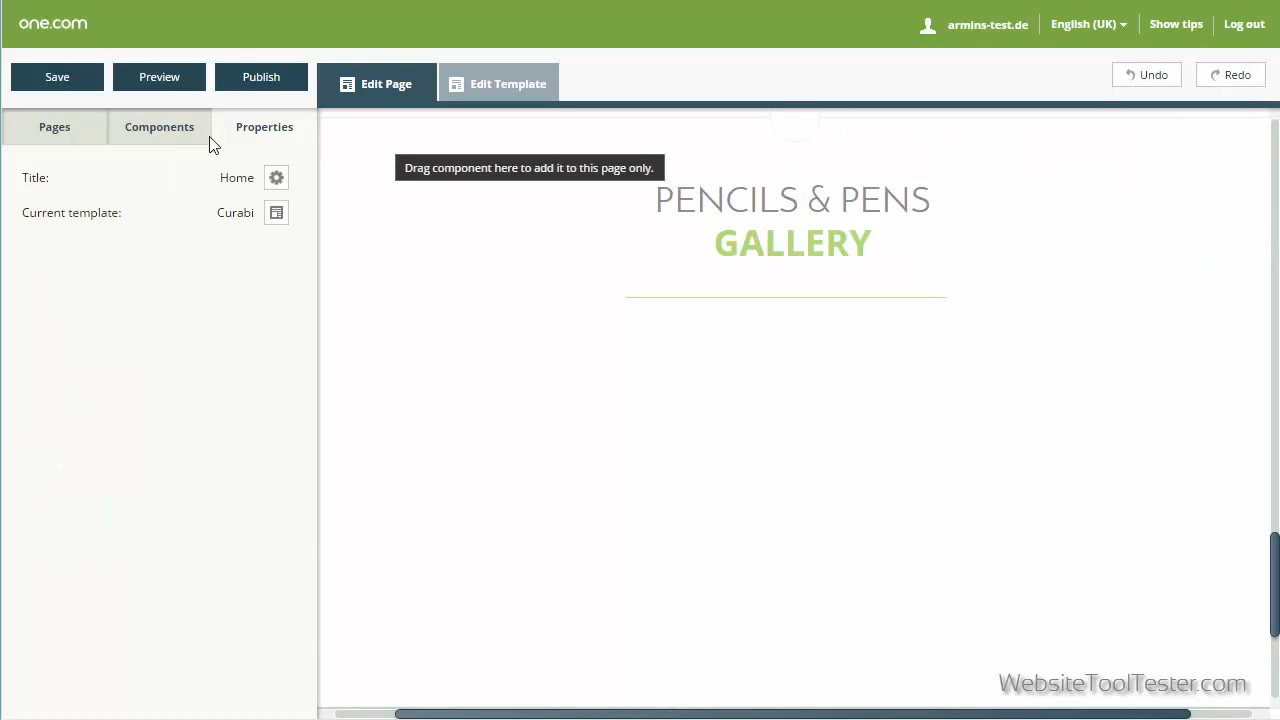 one.com
armins-test.de
English (UK)
Show tips
Log out
Save
Preview
Publish
Edit Page
Edit Template
Undo
Redo
Pages
Components
Properties
Title: Home
Current template: Curabi
Drag component here to add it to this page only.
PENCILS & PENS
GALLERY
WebsiteToolTester.com